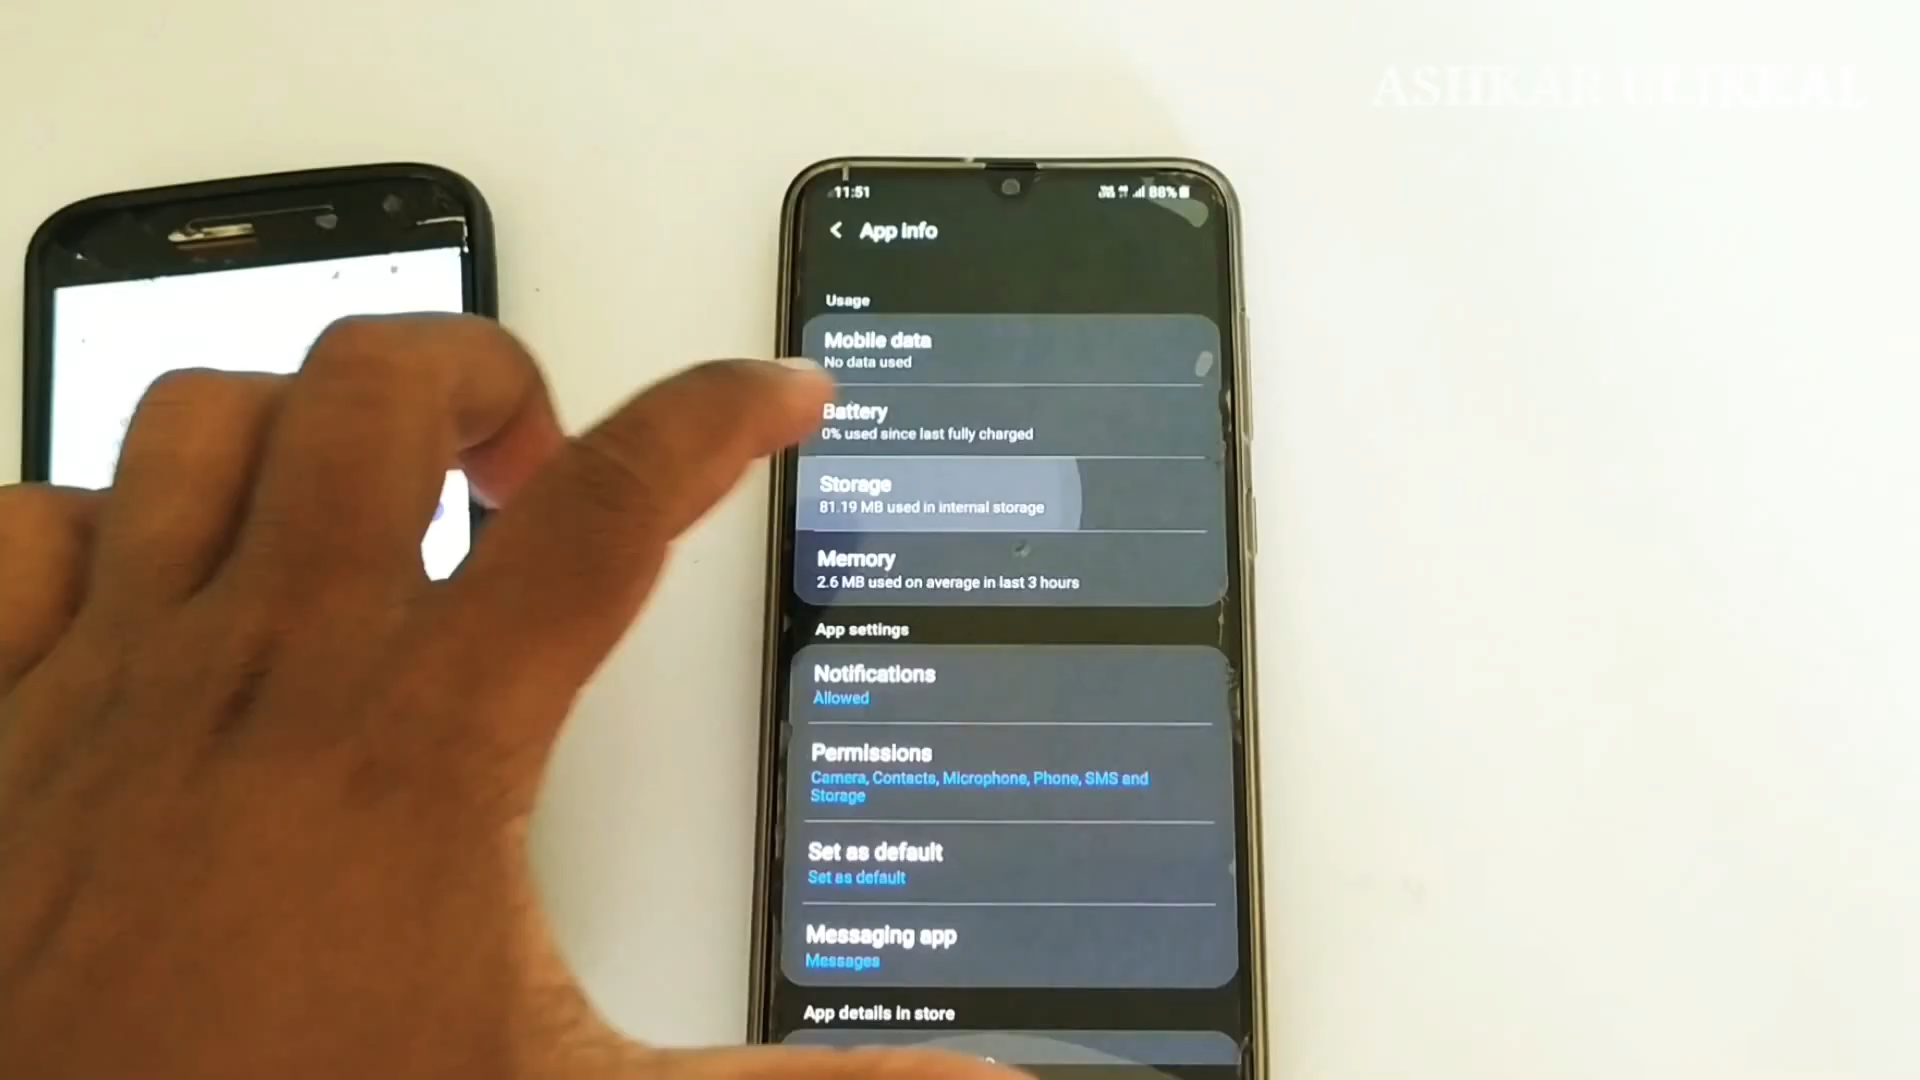 ASHKAR ULIKKAL
11:51
88%
App info
Usage
Mobile data
No data used
Battery
0% used since last fully charged
Storage
81.19 MB used in internal storage
Memory
2.6 MB used on average in last 3 hours
App settings
Notifications
Allowed
Permissions
Camera, Contacts, Microphone, Phone, SMS and
Storage
Set as default
Set as default
Messaging app
Messages
App details in store